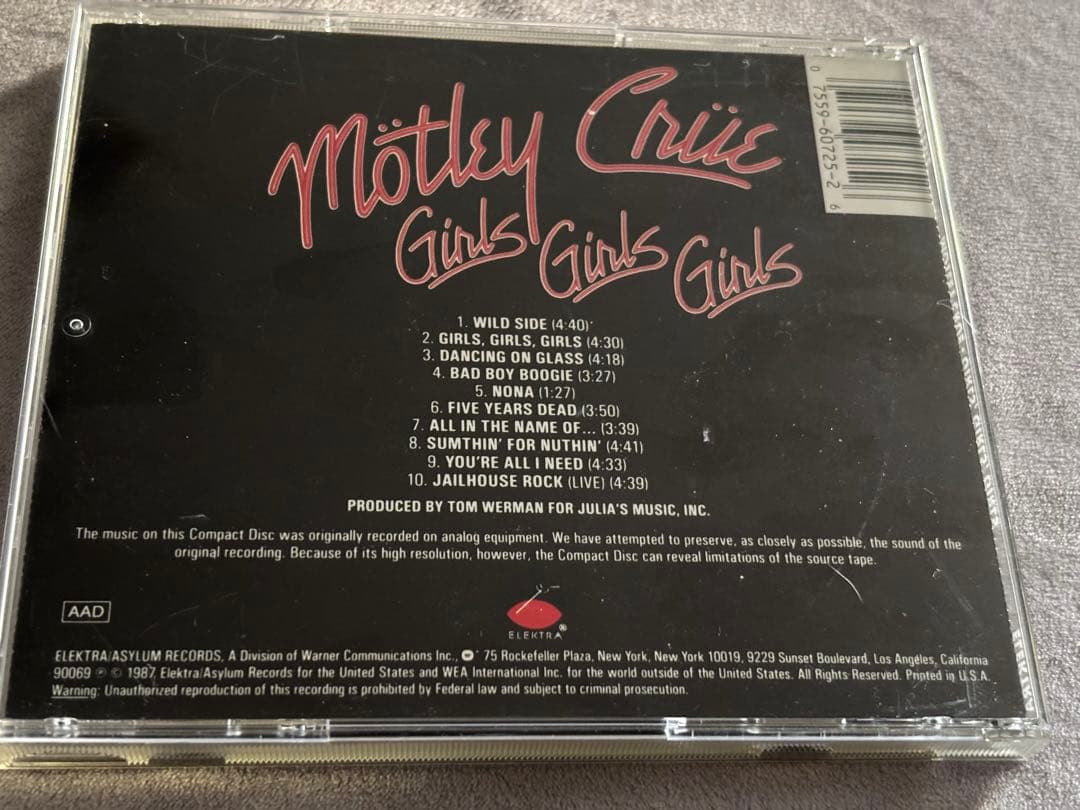 Mötley Crüe
Girls Girls Girls
0 7559-60725-2 6
1. WILD SIDE (4:40)
2. GIRLS, GIRLS, GIRLS (4:30)
3. DANCING ON GLASS (4:18)
4. BAD BOY BOOGIE (3:27)
5. NONA (1:27)
6. FIVE YEARS DEAD (3:50)
7. ALL IN THE NAME OF... (3:39)
8. SUMTHIN' FOR NUTHIN' (4:41)
9. YOU'RE ALL I NEED (4:33)
10. JAILHOUSE ROCK (LIVE) (4:39)
PRODUCED BY TOM WERMAN FOR JULIA'S MUSIC, INC.
The music on this Compact Disc was originally recorded on analog equipment. We have attempted to preserve, as closely as possible, the sound of the
original recording. Because of its high resolution, however, the Compact Disc can reveal limitations of the source tape.
AAD
ELEKTRA®
ELEKTRA/ASYLUM RECORDS, A Division of Warner Communications Inc., 75 Rockefeller Plaza, New York, New York 10019, 9229 Sunset Boulevard, Los Angeles, California
90069 ℗ © 1987, Elektra/Asylum Records for the United States and WEA International Inc. for the world outside of the United States. All Rights Reserved. Printed in U.S.A.
Warning: Unauthorized reproduction of this recording is prohibited by Federal law and subject to criminal prosecution.